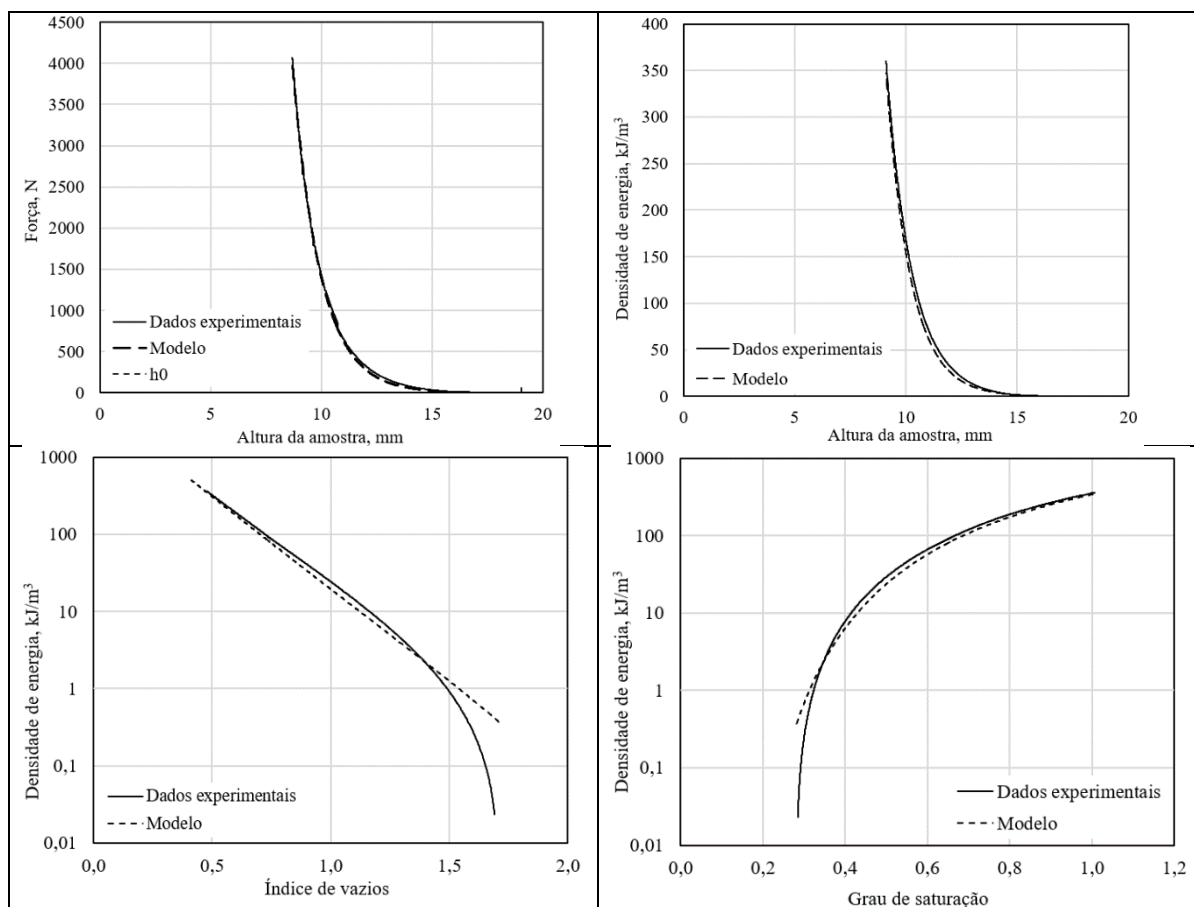 4500
4000
3500
3000
2500
2000
1500
1000
500
0
Força, N
Dados experimentais
Modelo
h0
0 5 10 15 20
Altura da amostra, mm
400
350
300
250
200
150
100
50
0
Densidade de energia, kJ/m³
Dados experimentais
Modelo
0 5 10 15 20
Altura da amostra, mm
1000
100
10
1
0,1
0,01
Densidade de energia, kJ/m³
Dados experimentais
Modelo
0,0 0,5 1,0 1,5 2,0
Índice de vazios
1000
100
10
1
0,1
0,01
Densidade de energia, kJ/m³
Dados experimentais
Modelo
0,0 0,2 0,4 0,6 0,8 1,0 1,2
Grau de saturação